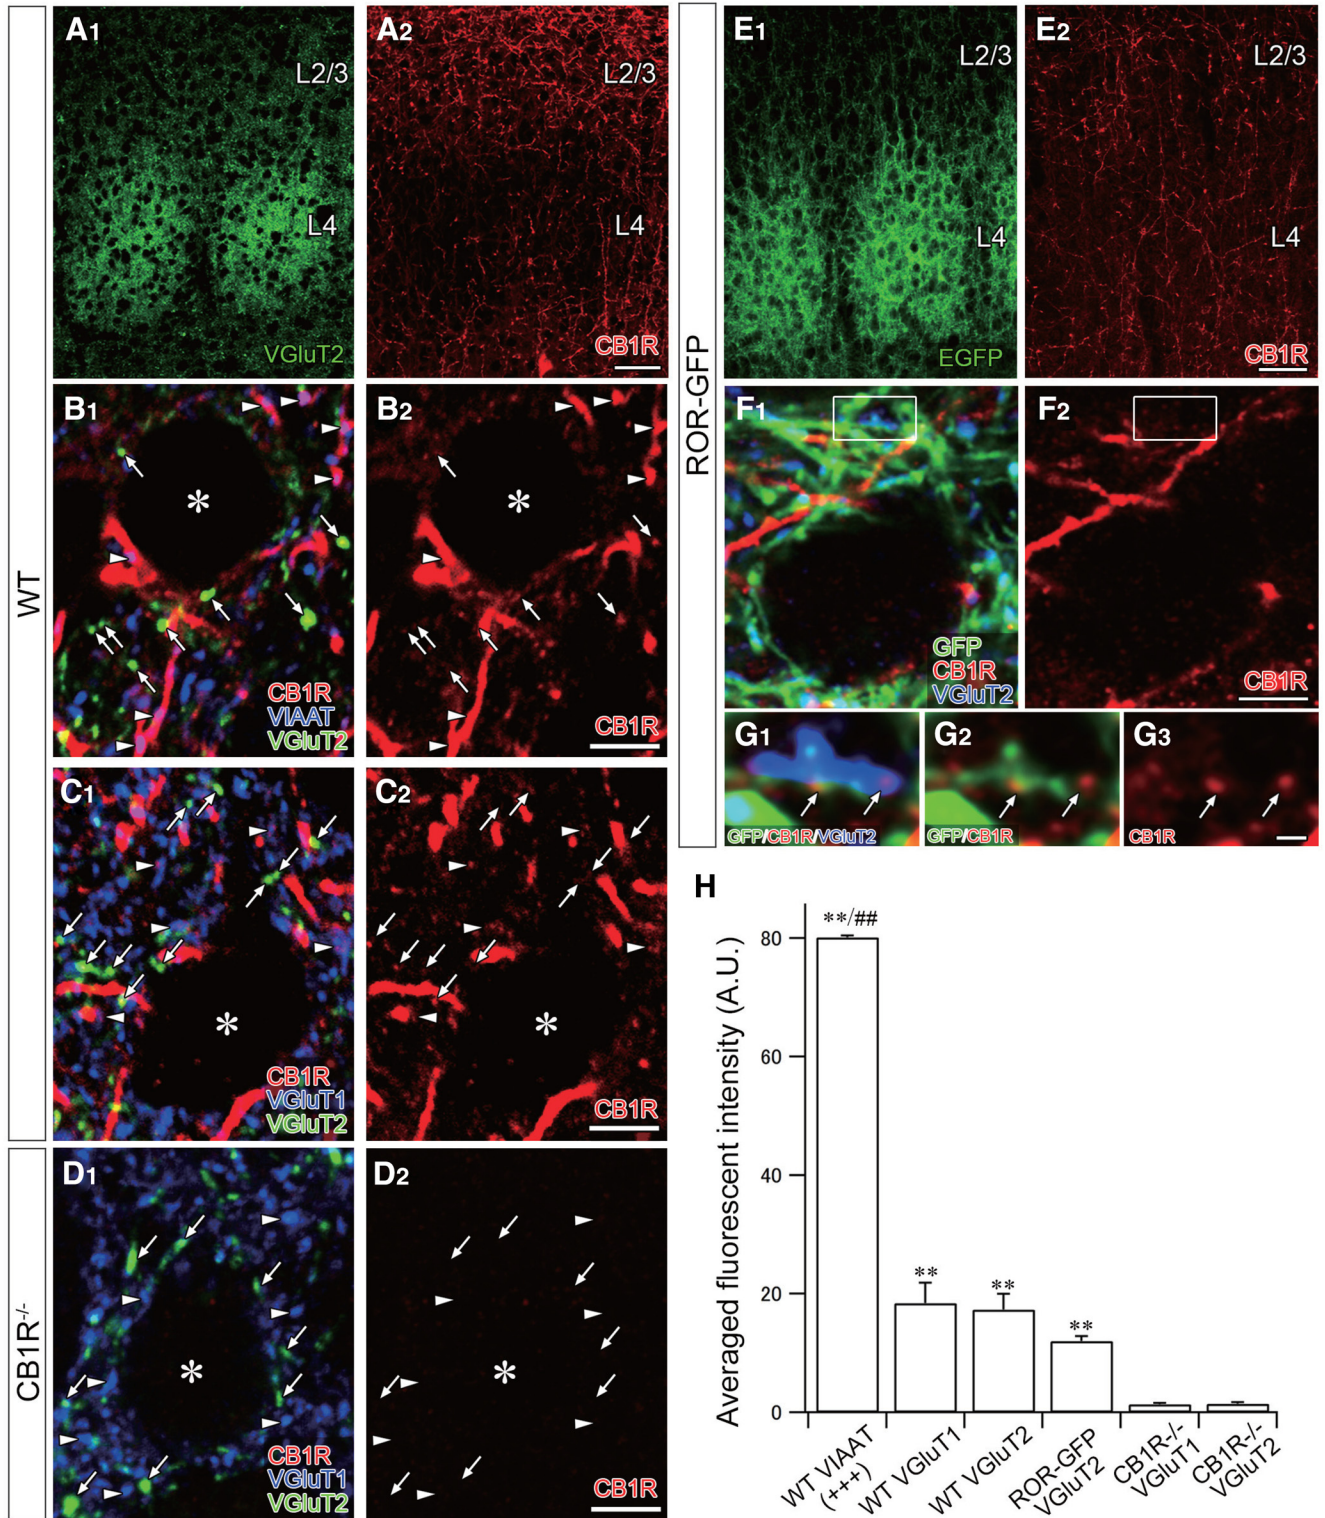 WT
A1
L2/3
L4
VGluT2
A2
L2/3
L4
CB1R
B1
*
CB1R
VIAAT
VGluT2
B2
*
CB1R
C1
*
CB1R
VGluT1
VGluT2
C2
*
CB1R
CB1R-/-
D1
*
CB1R
VGluT1
VGluT2
D2
*
CB1R
ROR-GFP
E1
L2/3
L4
EGFP
E2
L2/3
L4
CB1R
F1
GFP
CB1R
VGluT2
F2
CB1R
G1
GFP/CB1R/VGluT2
G2
GFP/CB1R
G3
CB1R
H
Averaged fluorescent intensity (A.U.)
80
60
40
20
0
**/##
**
**
**
WT VIAAT
(+++)
WT VGluT1
WT VGluT2
ROR-GFP
VGluT2
CB1R-/-
VGluT1
CB1R-/-
VGluT2